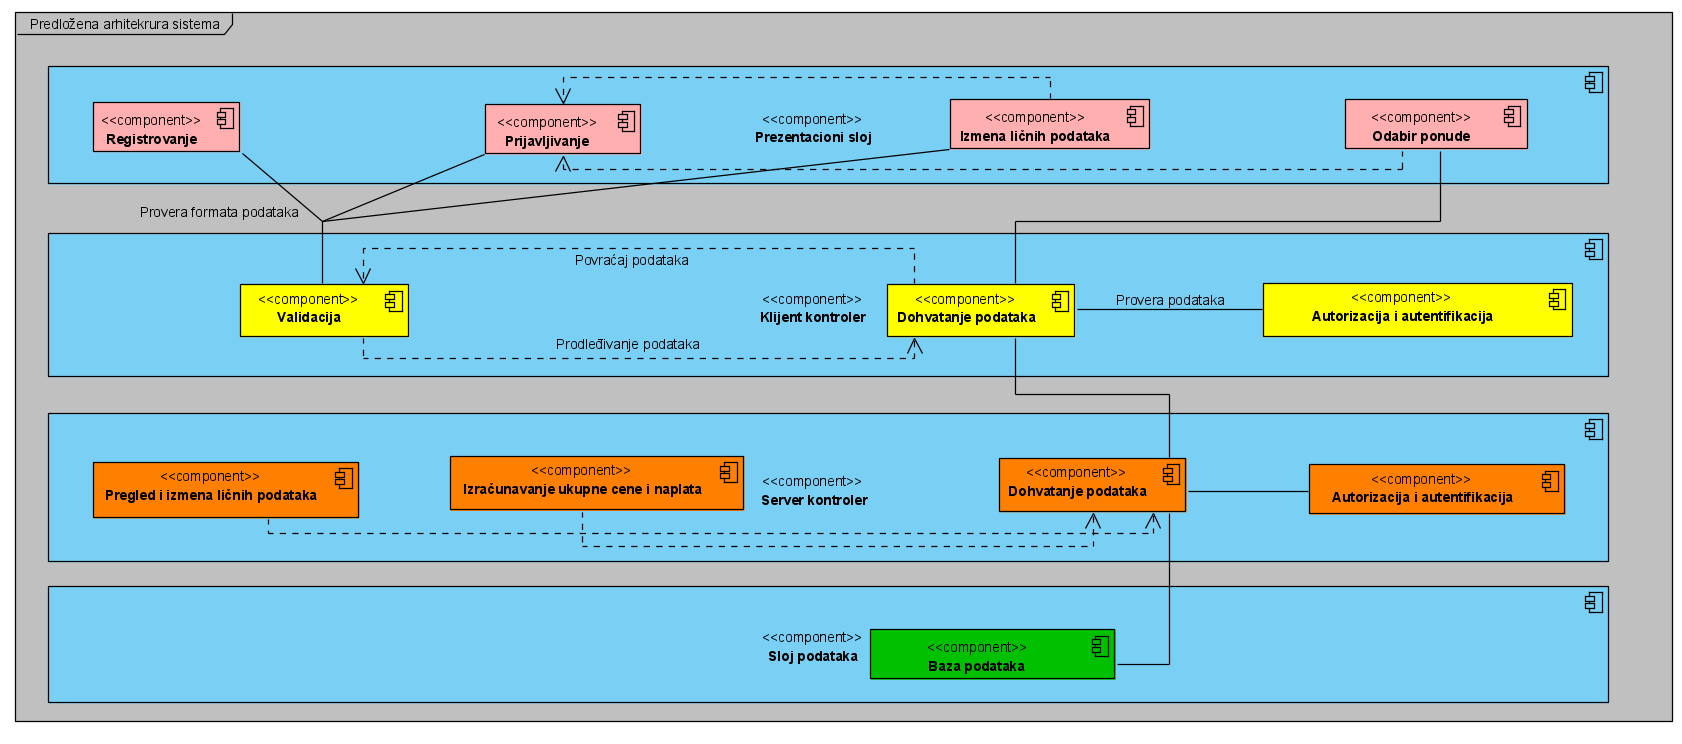 Predložena arhitekrura sistema
<<component>>
Registrovanje
<<component>>
Prijavljivanje
<<component>>
Prezentacioni sloj
<<component>>
Izmena ličnih podataka
<<component>>
Odabir ponude
Provera formata podataka
Povraćaj podataka
<<component>>
Validacija
<<component>>
Klijent kontroler
<<component>>
Dohvatanje podataka
Provera podataka
<<component>>
Autorizacija i autentifikacija
Prodleđivanje podataka
<<component>>
Pregled i izmena ličnih podataka
<<component>>
Izračunavanje ukupne cene i naplata
<<component>>
Server kontroler
<<component>>
Dohvatanje podataka
<<component>>
Autorizacija i autentifikacija
<<component>>
Sloj podataka
<<component>>
Baza podataka